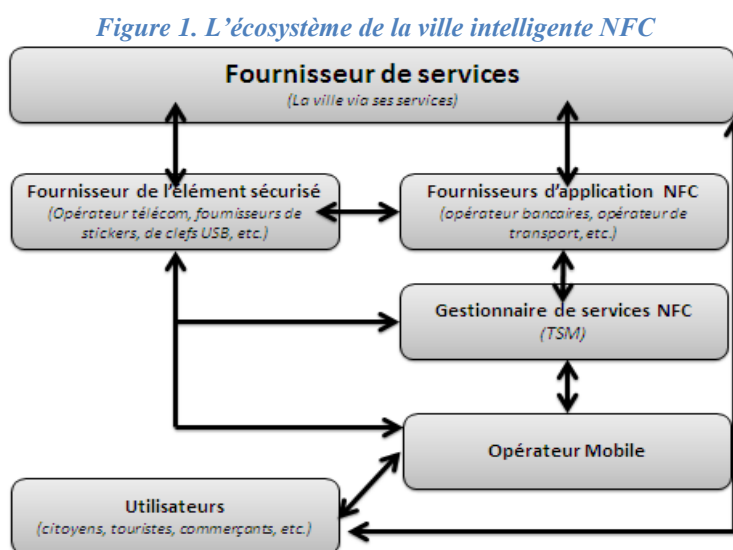 Figure 1. L'écosystème de la ville intelligente NFC
Fournisseur de services
(La ville via ses services)
Fournisseur de l'élément sécurisé
(Opérateur télécom, fournisseurs de
stickers, de clefs USB, etc.)
Fournisseurs d'application NFC
(opérateur bancaires, opérateur de
transport, etc.)
Gestionnaire de services NFC
(TSM)
Opérateur Mobile
Utilisateurs
(citoyens, touristes, commerçants, etc.)